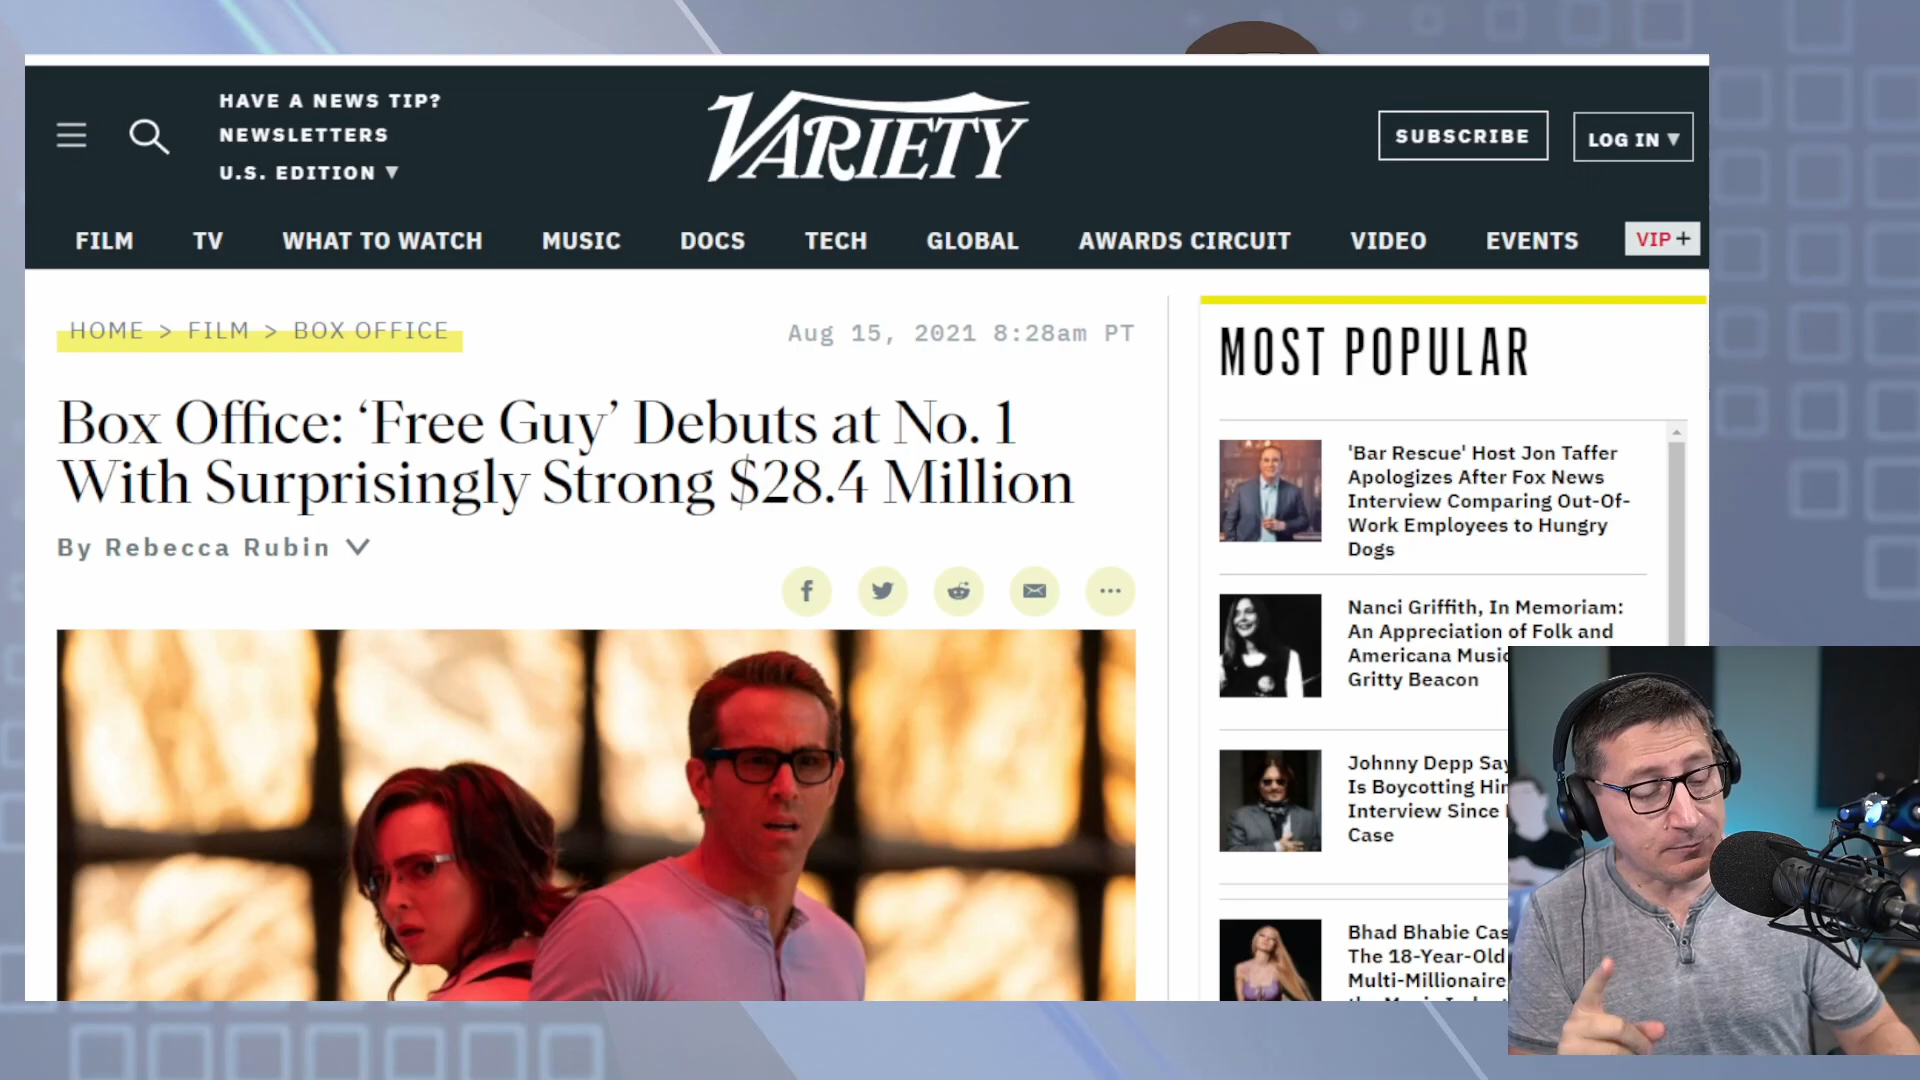 HAVE A NEWS TIP?
NEWSLETTERS
U.S. EDITION ▼
VARIETY
SUBSCRIBE
LOG IN ▼
FILM TV WHAT TO WATCH MUSIC DOCS TECH GLOBAL AWARDS CIRCUIT VIDEO EVENTS VIP+
HOME > FILM > BOX OFFICE
Aug 15, 2021 8:28am PT
Box Office: ‘Free Guy’ Debuts at No. 1
With Surprisingly Strong $28.4 Million
By Rebecca Rubin
MOST POPULAR
'Bar Rescue' Host Jon Taffer
Apologizes After Fox News
Interview Comparing Out-Of-
Work Employees to Hungry
Dogs
Nanci Griffith, In Memoriam:
An Appreciation of Folk and
Americana
Gritty Beacon
Johnny Depp
Is Boycotting
Interview Since
Case
Bhad Bhabie
The 18-Year-Old
Multi-Millionaire